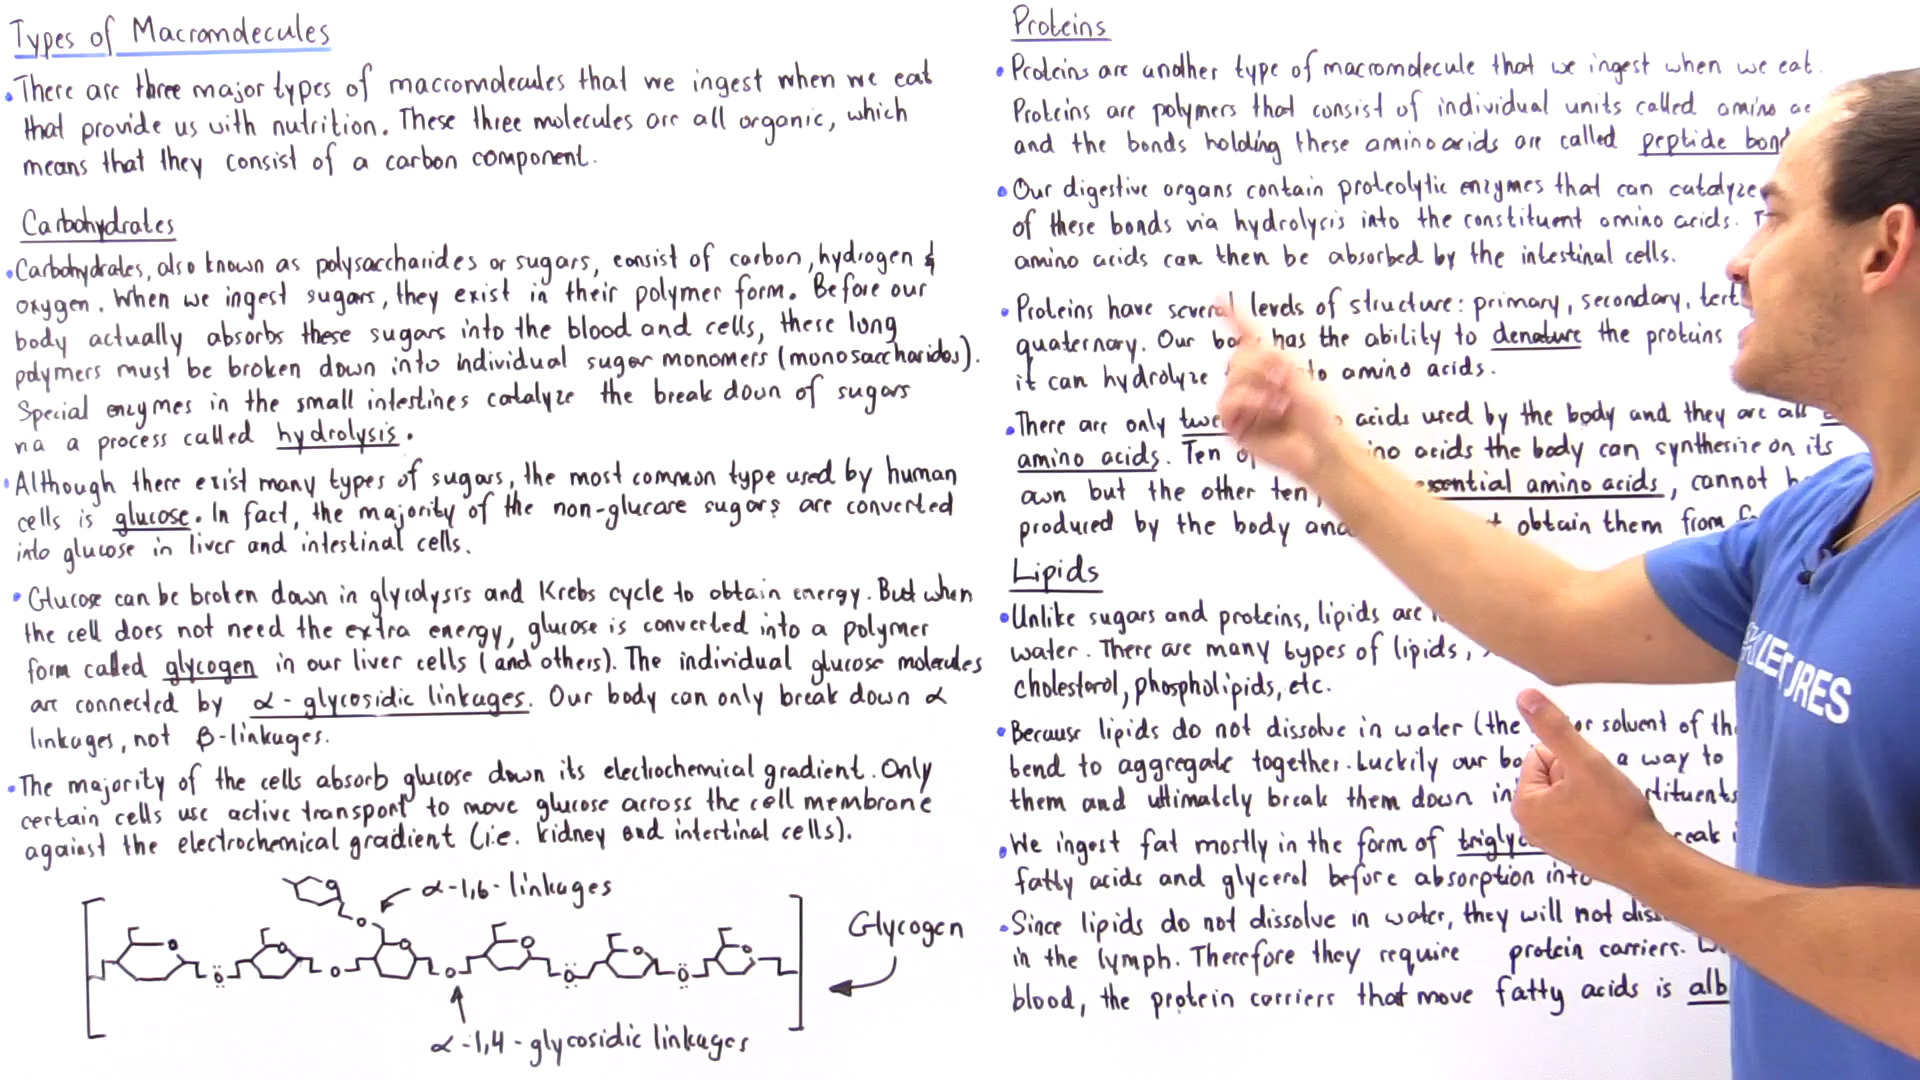 Types of Macromolecules
• There are three major types of macromolecules that we ingest when we eat
that provide us with nutrition. These three molecules are all organic, which
means that they consist of a carbon component.
Carbohydrates
• Carbohydrates, also known as polysaccharides or sugars, consist of carbon, hydrogen &
oxygen. When we ingest sugars, they exist in their polymer form. Before our
body actually absorbs these sugars into the blood and cells, these long
polymers must be broken down into individual sugar monomers (monosaccharides).
Special enzymes in the small intestines catalyze the break down of sugars
via a process called hydrolysis.
• Although there exist many types of sugars, the most common type used by human
cells is glucose. In fact, the majority of the non-glucose sugars are converted
into glucose in liver and intestinal cells.
• Glucose can be broken down in glycolysis and Krebs cycle to obtain energy. But when
the cell does not need the extra energy, glucose is converted into a polymer
form called glycogen in our liver cells (and others). The individual glucose molecules
are connected by α-glycosidic linkages. Our body can only break down α
linkages, not β-linkages.
• The majority of the cells absorb glucose down its electrochemical gradient. Only
certain cells use active transport to move glucose across the cell membrane
against the electrochemical gradient (i.e. kidney and intestinal cells).
α-1,6-linkages
Glycogen
α-1,4-glycosidic linkages
Proteins
• Proteins are another type of macromolecule that we ingest when we eat.
Proteins are polymers that consist of individual units called amino
and the bonds holding these amino acids are called peptide
• Our digestive organs contain proteolytic enzymes that can catalyze
of these bonds via hydrolysis into the constituent amino acids.
amino acids can then be absorbed by the intestinal cells.
• Proteins have several levels of structure: primary, secondary,
quaternary. Our has the ability to denature the proteins
it can hydrolyze to amino acids.
• There are only acids used by the body and they are all
amino acids. Ten acids the body can synthesize on its
own but the other ten, essential amino acids, cannot
produced by the body obtain them from
Lipids
• Unlike sugars and proteins, lipids are
water. There are many types of lipids,
cholesterol, phospholipids, etc.
• Because lipids do not dissolve in water (the solvent of
tend to aggregate together. Luckily our a way to
them and ultimately break them down
• We ingest fat mostly in the form of
fatty acids and glycerol before absorption into
• Since lipids do not dissolve in water, they will not
in the lymph. Therefore they require protein carriers.
blood, the protein carriers that move fatty acids is
LECTURES